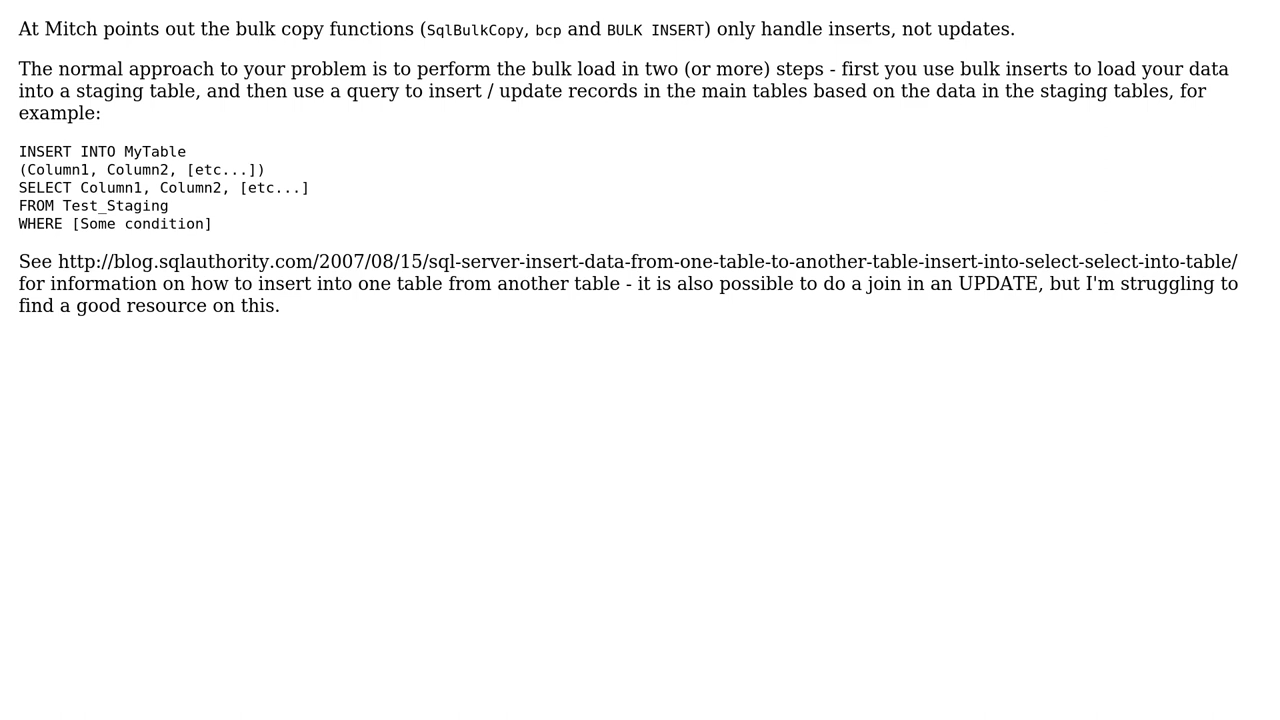 At Mitch points out the bulk copy functions (SqlBulkCopy, bcp and BULK INSERT) only handle inserts, not updates.
The normal approach to your problem is to perform the bulk load in two (or more) steps - first you use bulk inserts to load your data
into a staging table, and then use a query to insert / update records in the main tables based on the data in the staging tables, for
example:
INSERT INTO MyTable
(Column1, Column2, [etc...])
SELECT Column1, Column2, [etc...]
FROM Test_Staging
WHERE [Some condition]
See http://blog.sqlauthority.com/2007/08/15/sql-server-insert-data-from-one-table-to-another-table-insert-into-select-select-into-table/
for information on how to insert into one table from another table - it is also possible to do a join in an UPDATE, but I'm struggling to
find a good resource on this.